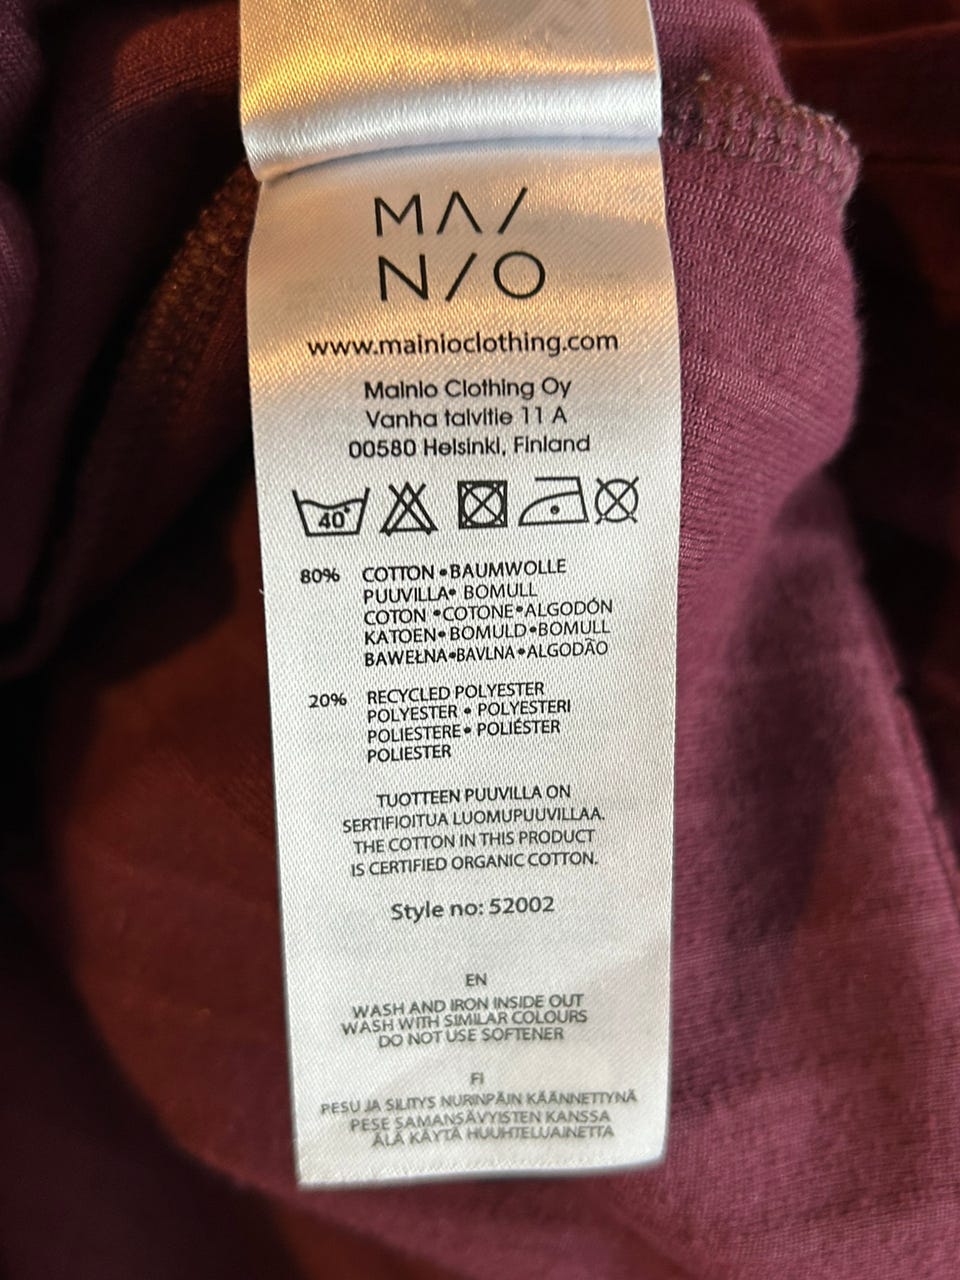 MAI
NIO
www.mainioclothing.com
Mainio Clothing Oy
Vanha talvitie 11 A
00580 Helsinki, Finland
40°
80% COTTON • BAUMWOLLE
PUUVILLA • BOMULL
COTON • COTONE • ALGODÓN
KATOEN • BOMULD • BOMULL
BAWEŁNA • BAVLNA • ALGODÃO
20% RECYCLED POLYESTER
POLYESTER • POLYESTERI
POLIESTERE • POLIÉSTER
POLIESTER
TUOTTEEN PUUVILLA ON
SERTIFIOITUA LUOMUPUUVILLAA.
THE COTTON IN THIS PRODUCT
IS CERTIFIED ORGANIC COTTON.
Style no: 52002
EN
WASH AND IRON INSIDE OUT
WASH WITH SIMILAR COLOURS
DO NOT USE SOFTENER
FI
PESU JA SILITYS NURINPÄIN KÄÄNNETTYNÄ
PESE SAMANSÄVYISTEN KANSSA
ÄLÄ KÄYTÄ HUUHTELUAINETTA